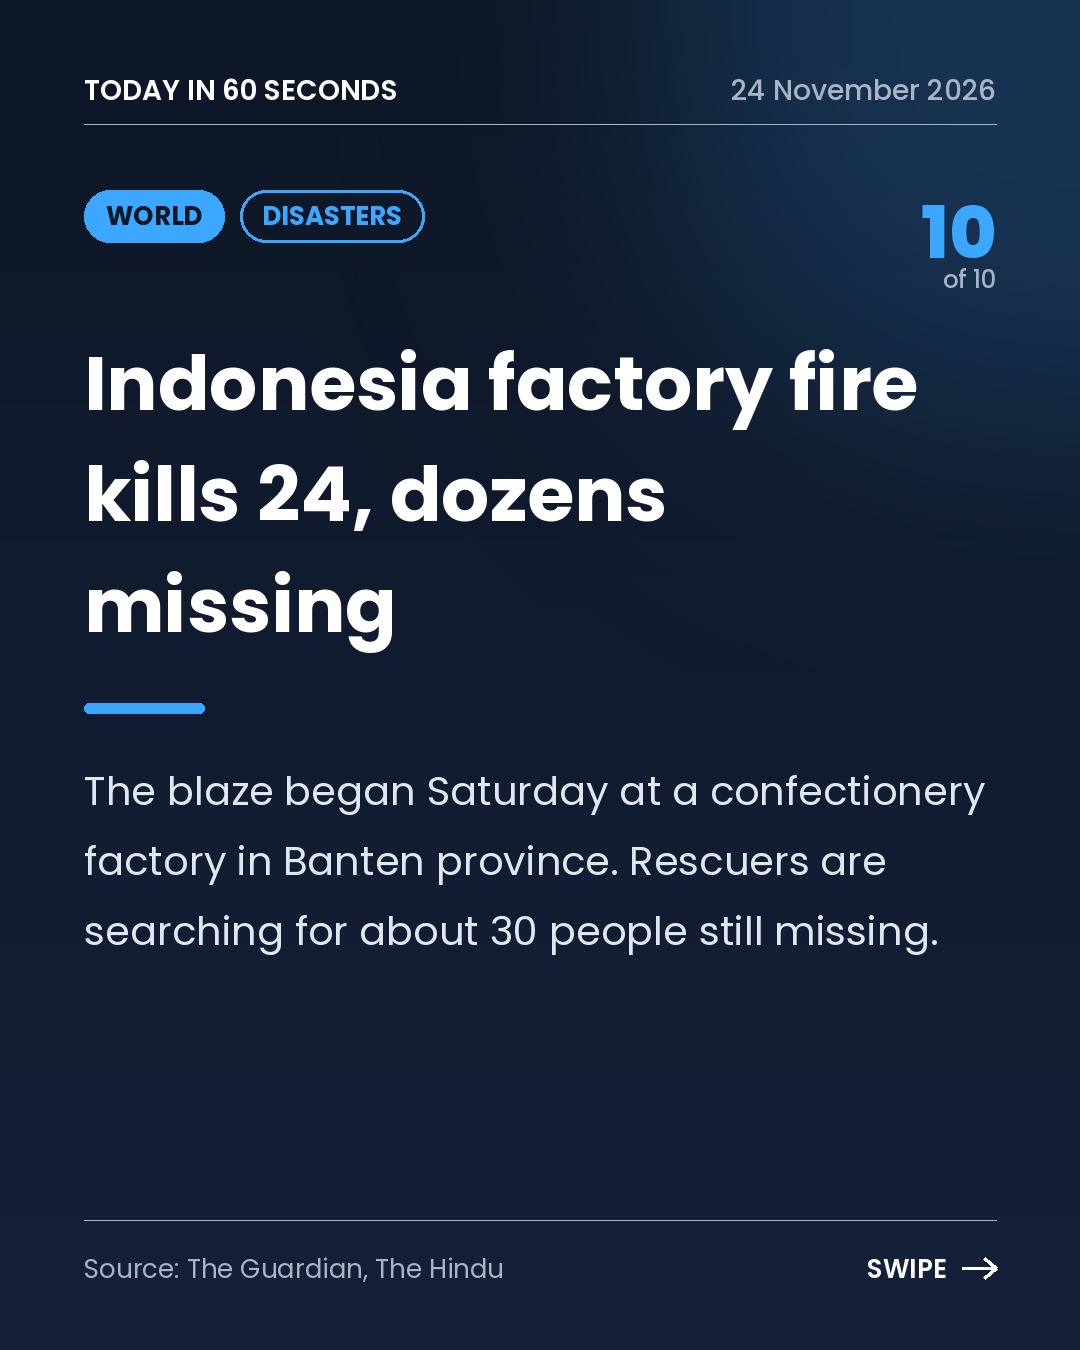 TODAY IN 60 SECONDS
24 November 2026
WORLD
DISASTERS
10
of 10
Indonesia factory fire
kills 24, dozens
missing
The blaze began Saturday at a confectionery
factory in Banten province. Rescuers are
searching for about 30 people still missing.
Source: The Guardian, The Hindu
SWIPE